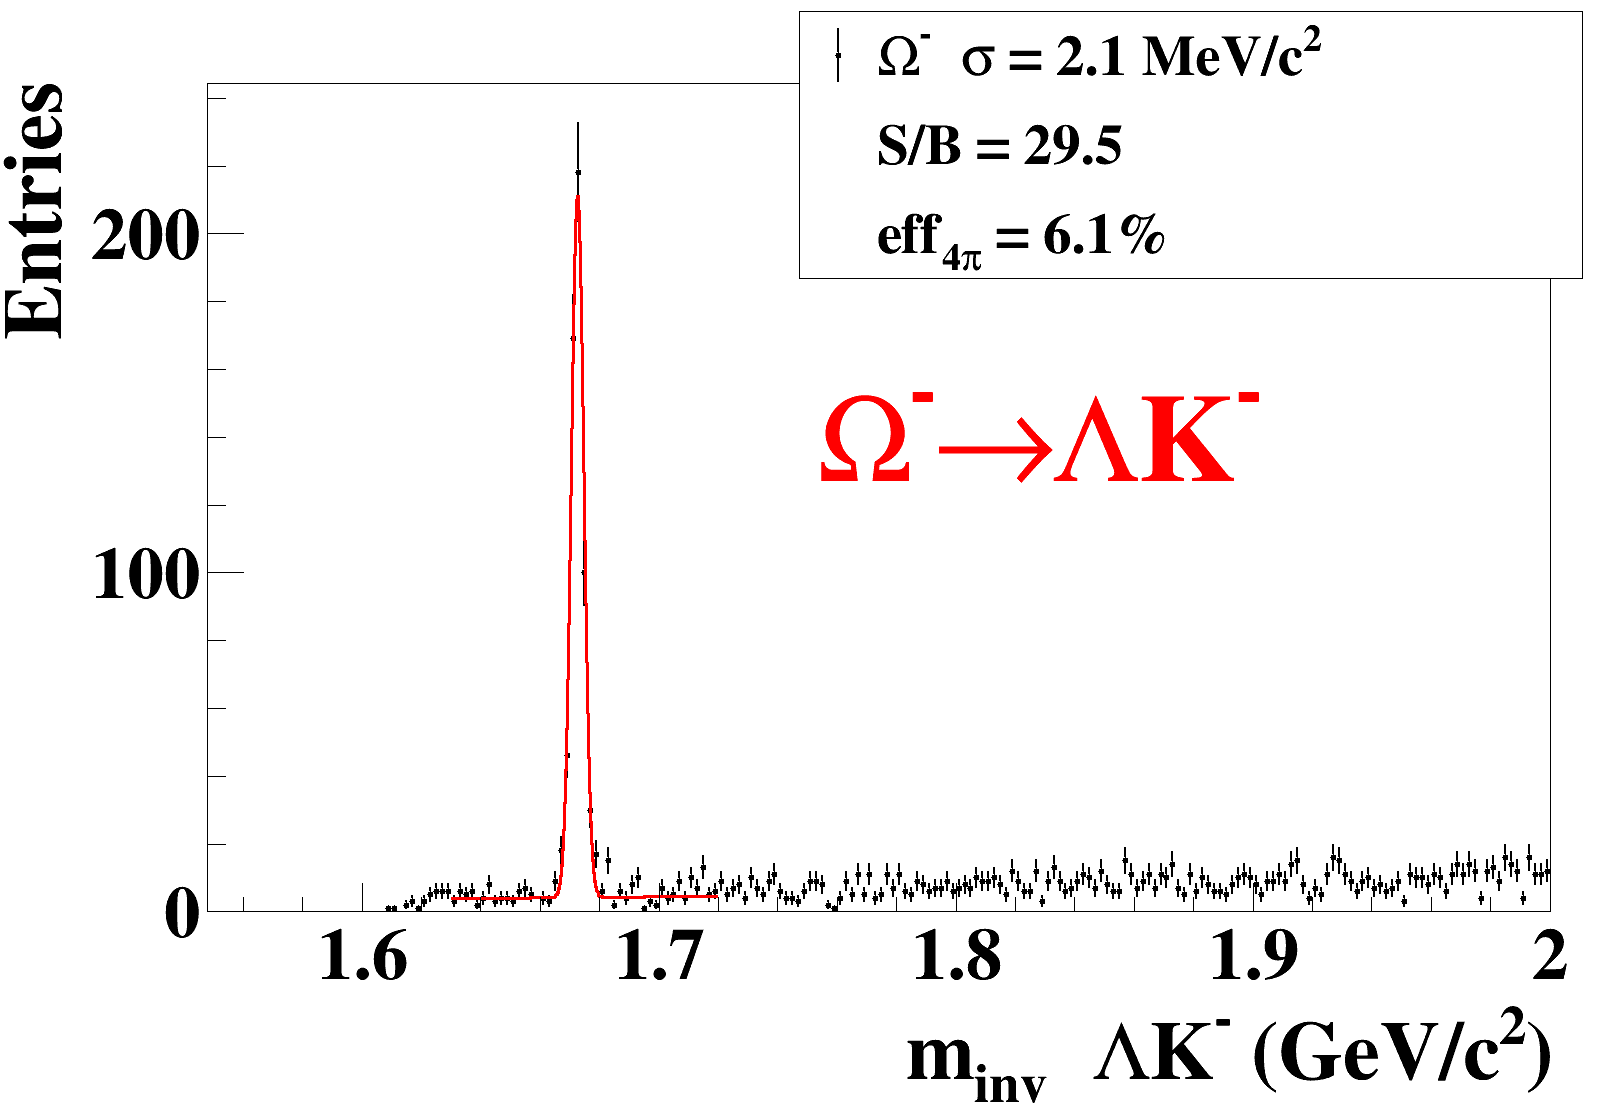 Ω⁻ σ = 2.1 MeV/c²
S/B = 29.5
eff₄π = 6.1%
Entries
200
100
0
Ω⁻→ΛK⁻
1.6 1.7 1.8 1.9 2
m_inv ΛK⁻ (GeV/c²)